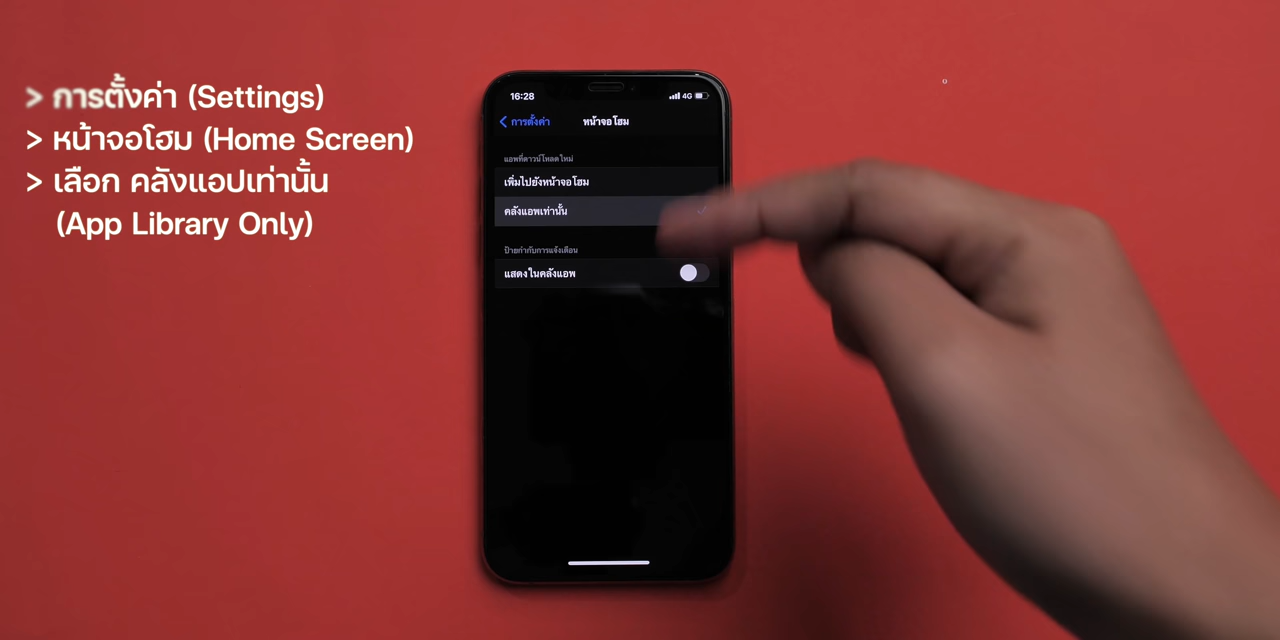 > การตั้งค่า (Settings)
> หน้าจอโฮม (Home Screen)
> เลือก คลังแอปเท่านั้น
(App Library Only)
16:28
4G
การตั้งค่า
หน้าจอโฮม
แอพที่ดาวน์โหลดใหม่
เพิ่มไปยังหน้าจอโฮม
คลังแอพเท่านั้น
ป้ายกำกับการแจ้งเตือน
แสดงในคลังแอพ